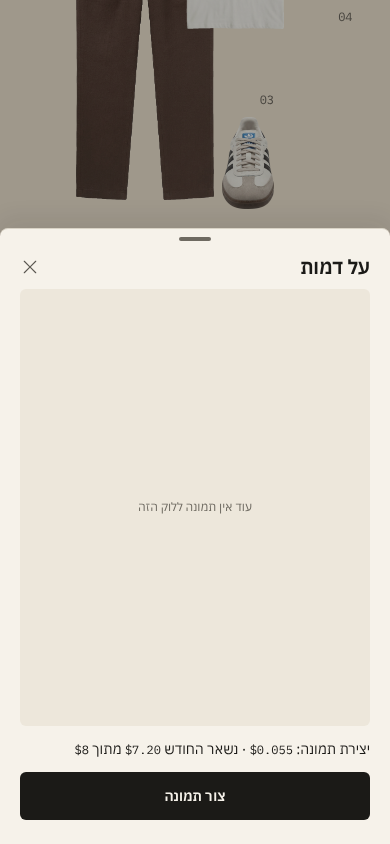 04
03
על דמות
עוד אין תמונה ללוק הזה
יצירת תמונה: $0.055 · נשאר החודש $7.20 מתוך $8
צור תמונה